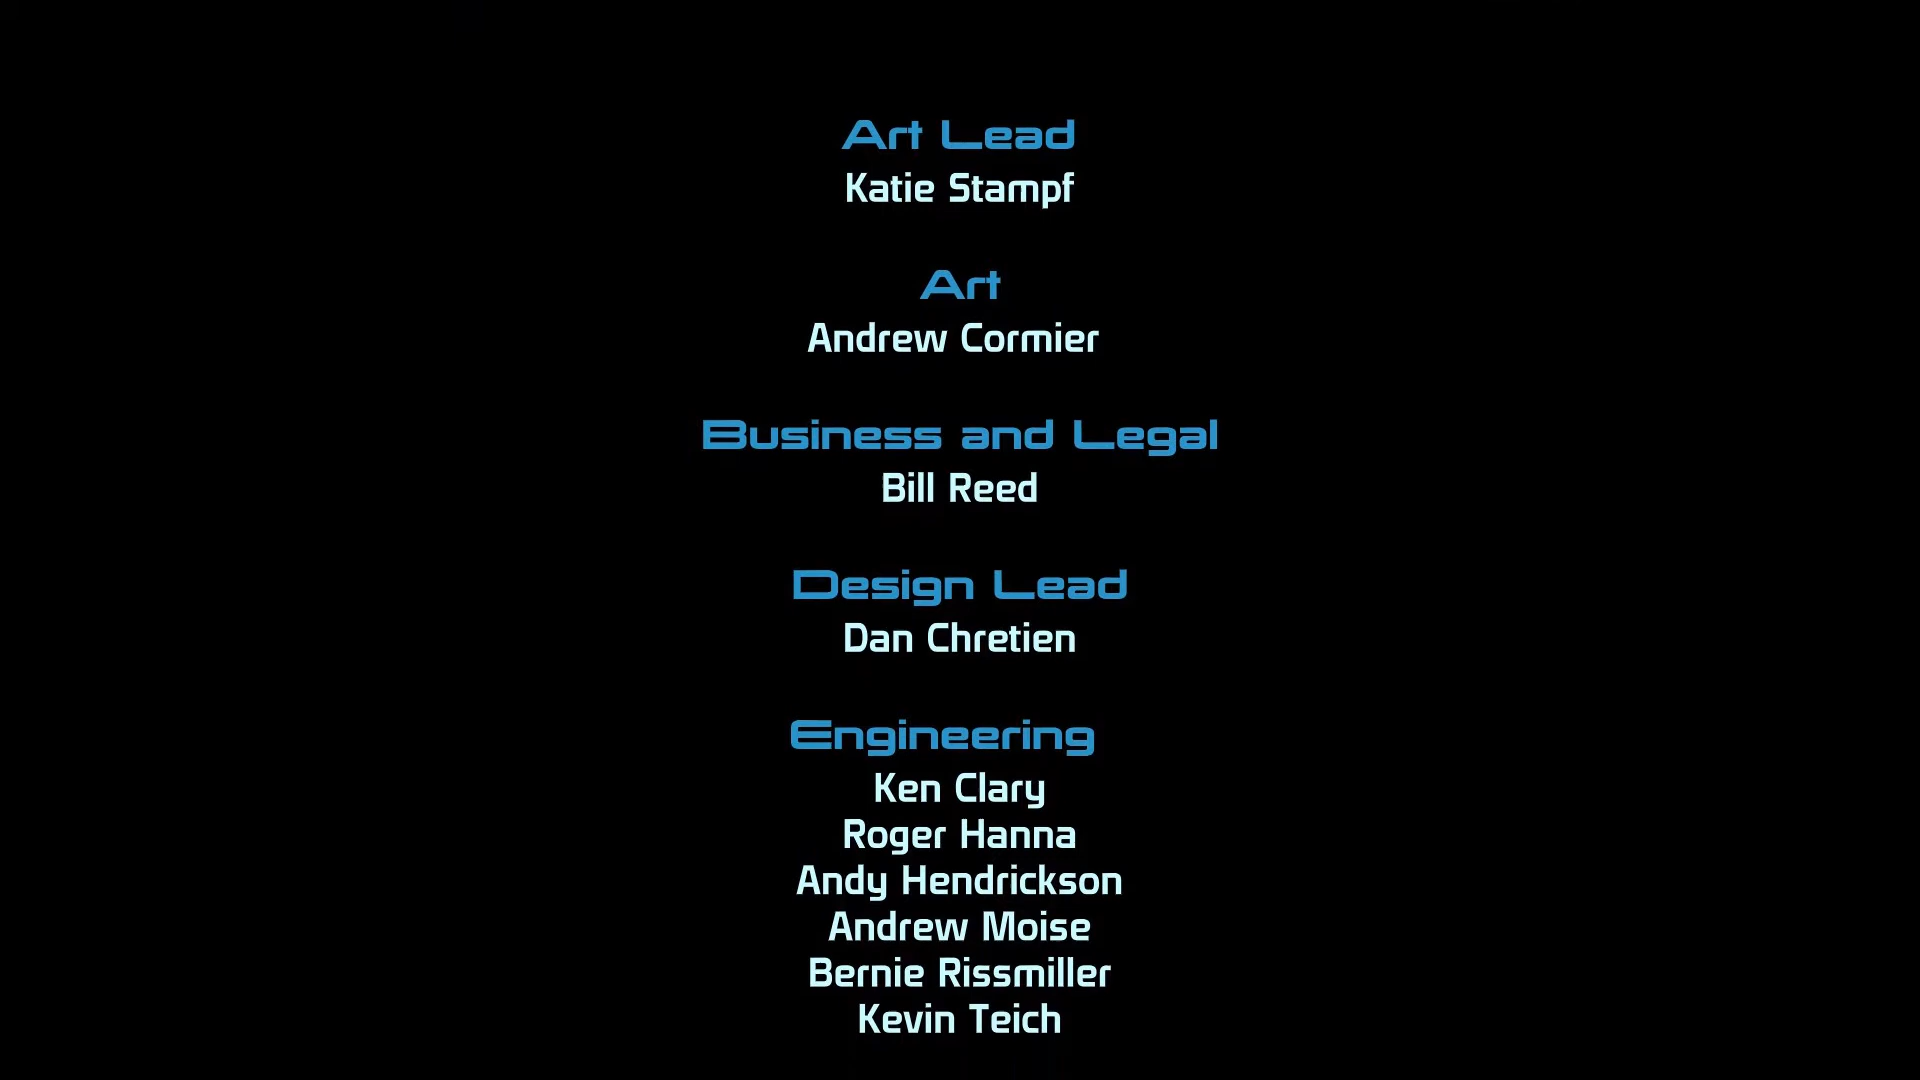 Art Lead
Katie Stampf
Art
Andrew Cormier
Business and Legal
Bill Reed
Design Lead
Dan Chretien
Engineering
Ken Clary
Roger Hanna
Andy Hendrickson
Andrew Moise
Bernie Rissmiller
Kevin Teich